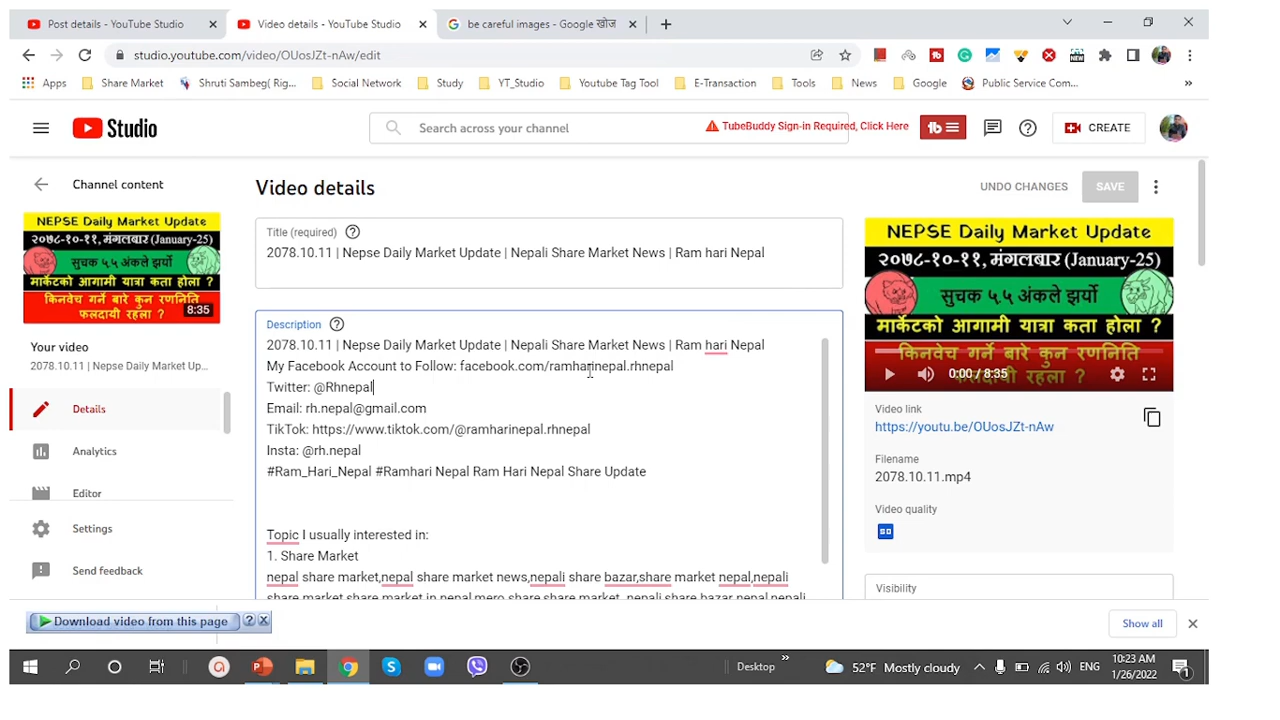 Post details - YouTube Studio
Video details - YouTube Studio
be careful images - Google खोज
studio.youtube.com/video/OUosJZt-nAw/edit
Apps Share Market Shruti Sambeg( Rig... Social Network Study YT_Studio Youtube Tag Tool E-Transaction Tools News Google Public Service Com... »
Studio
Search across your channel
TubeBuddy Sign-in Required, Click Here
tb
CREATE
Channel content
NEPSE Daily Market Update
२०७८-१०-११, मंगलबार (January-25)
सुचक ५.५ अंकले झर्यो
मार्केटको आगामी यात्रा कता होला ?
किनवेच गर्ने बारे कुन रणनिति
फलदायी रहला ?
8:35
Your video
2078.10.11 | Nepse Daily Market Up...
Details
Analytics
Editor
Settings
Send feedback
Video details
UNDO CHANGES
SAVE
Title (required)
2078.10.11 | Nepse Daily Market Update | Nepali Share Market News | Ram hari Nepal
Description
2078.10.11 | Nepse Daily Market Update | Nepali Share Market News | Ram hari Nepal
My Facebook Account to Follow: facebook.com/ramharinepal.rhnepal
Twitter: @Rhnepal
Email: rh.nepal@gmail.com
TikTok: https://www.tiktok.com/@ramharinepal.rhnepal
Insta: @rh.nepal
#Ram_Hari_Nepal #Ramhari Nepal Ram Hari Nepal Share Update
Topic I usually interested in:
1. Share Market
nepal share market,nepal share market news,nepali share bazar,share market nepal,nepali
NEPSE Daily Market Update
२०७८-१०-११, मंगलबार (January-25)
सुचक ५.५ अंकले झर्यो
मार्केटको आगामी यात्रा कता होला ?
किनवेच गर्ने बारे कुन रणनिति
0:00 / 8:35
Video link
https://youtu.be/OUosJZt-nAw
Filename
2078.10.11.mp4
Video quality
SD
Visibility
Download video from this page
Show all
Desktop »
52°F Mostly cloudy
ENG
10:23 AM
1/26/2022
1